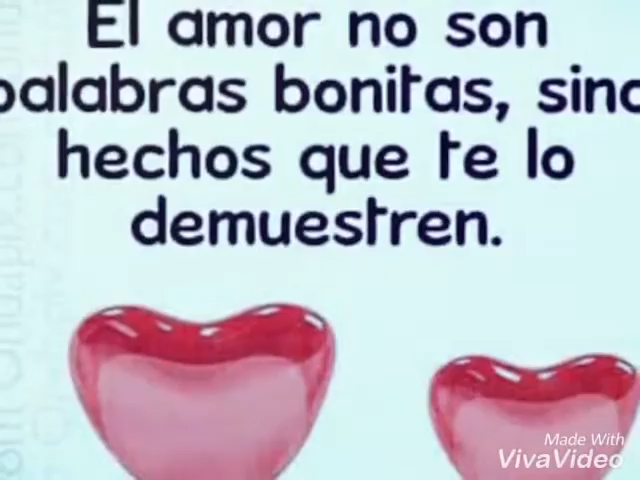 El amor no son
palabras bonitas, sino
hechos que te lo
demuestren.
Made With
VivaVideo